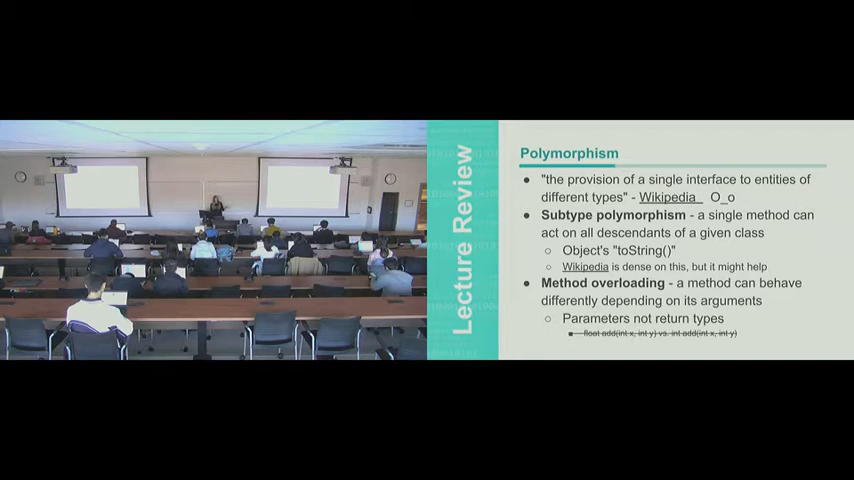 Lecture Review
Polymorphism
● "the provision of a single interface to entities of
different types" - Wikipedia O_o
● Subtype polymorphism - a single method can
act on all descendants of a given class
○ Object's "toString()"
○ Wikipedia is dense on this, but it might help
● Method overloading - a method can behave
differently depending on its arguments
○ Parameters not return types
■ float add(int x, int y) vs. int add(int x, int y)